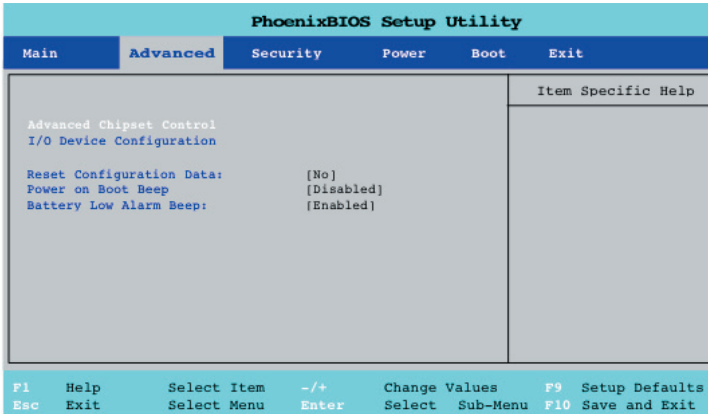 PhoenixBIOS Setup Utility
Main Advanced Security Power Boot Exit
Item Specific Help
Advanced Chipset Control
I/O Device Configuration
Reset Configuration Data: [No]
Power on Boot Beep [Disabled]
Battery Low Alarm Beep: [Enabled]
F1 Help Select Item -/+ Change Values F9 Setup Defaults
Esc Exit Select Menu Enter Select Sub-Menu F10 Save and Exit